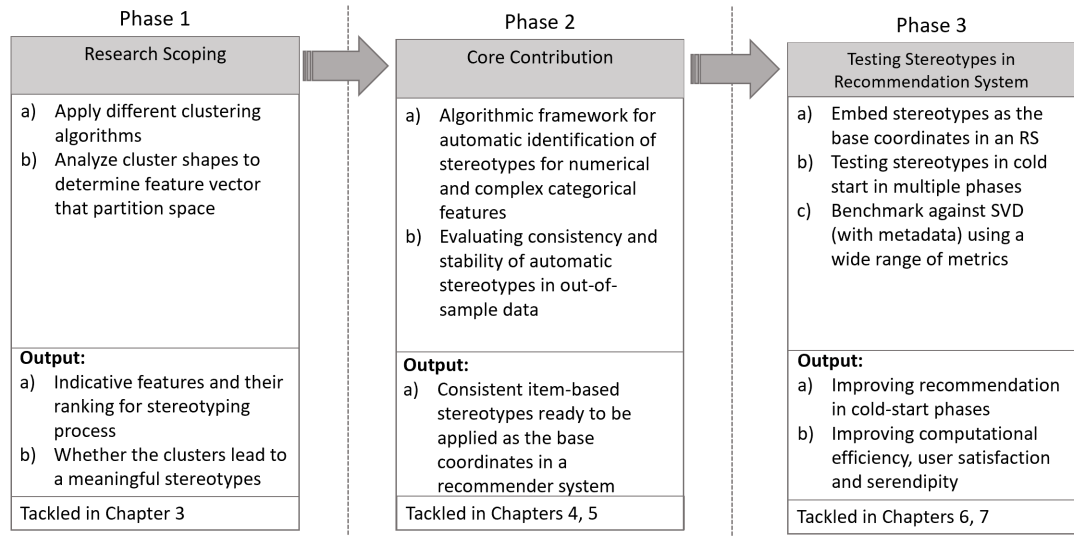 Phase 1
Research Scoping
a) Apply different clustering
algorithms
b) Analyze cluster shapes to
determine feature vector
that partition space
Output:
a) Indicative features and their
ranking for stereotyping
process
b) Whether the clusters lead to
a meaningful stereotypes
Tackled in Chapter 3
Phase 2
Core Contribution
a) Algorithmic framework for
automatic identification of
stereotypes for numerical
and complex categorical
features
b) Evaluating consistency and
stability of automatic
stereotypes in out-of-
sample data
Output:
a) Consistent item-based
stereotypes ready to be
applied as the base
coordinates in a
recommender system
Tackled in Chapters 4, 5
Phase 3
Testing Stereotypes in
Recommendation System
a) Embed stereotypes as the
base coordinates in an RS
b) Testing stereotypes in cold
start in multiple phases
c) Benchmark against SVD
(with metadata) using a
wide range of metrics
Output:
a) Improving recommendation
in cold-start phases
b) Improving computational
efficiency, user satisfaction
and serendipity
Tackled in Chapters 6, 7